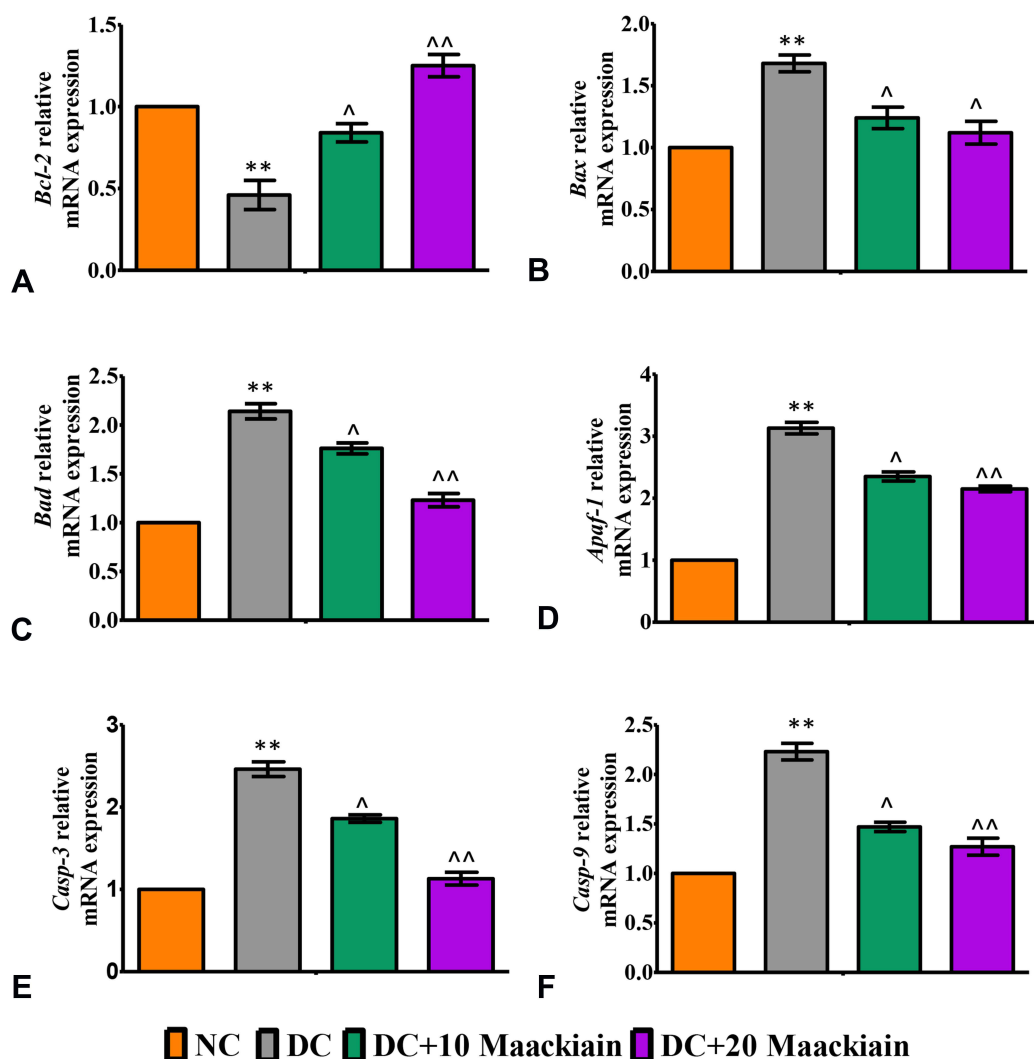 Bcl-2 relative
mRNA expression
1.5
1.0
0.5
0.0
**
^
^^
A
Bax relative
mRNA expression
2.0
1.5
1.0
0.5
0.0
**
^
^
B
Bad relative
mRNA expression
2.5
2.0
1.5
1.0
0.5
0.0
**
^
^^
C
Apaf-1 relative
mRNA expression
4
3
2
1
0
**
^
^^
D
Casp-3 relative
mRNA expression
3
2
1
0
**
^
^^
E
Casp-9 relative
mRNA expression
2.5
2.0
1.5
1.0
0.5
0.0
**
^
^^
F
NC DC DC+10 Maackiain DC+20 Maackiain